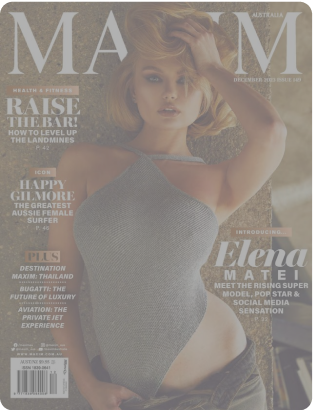 MAXIM
AUSTRALIA
HEALTH & FITNESS
RAISE
THE BAR!
HOW TO LEVEL UP
THE LANDMINES
ICON
HAPPY
GILMORE
THE GREATEST
AUSSIE FEMALE
SURFER
PLUS
DESTINATION
MAXIM: THAILAND
BUGATTI: THE
FUTURE OF LUXURY
AVIATION: THE
PRIVATE JET
EXPERIENCE
INTRODUCING...
Elena
MATEI
MEET THE RISING SUPER
MODEL, POP STAR &
SOCIAL MEDIA
SENSATION